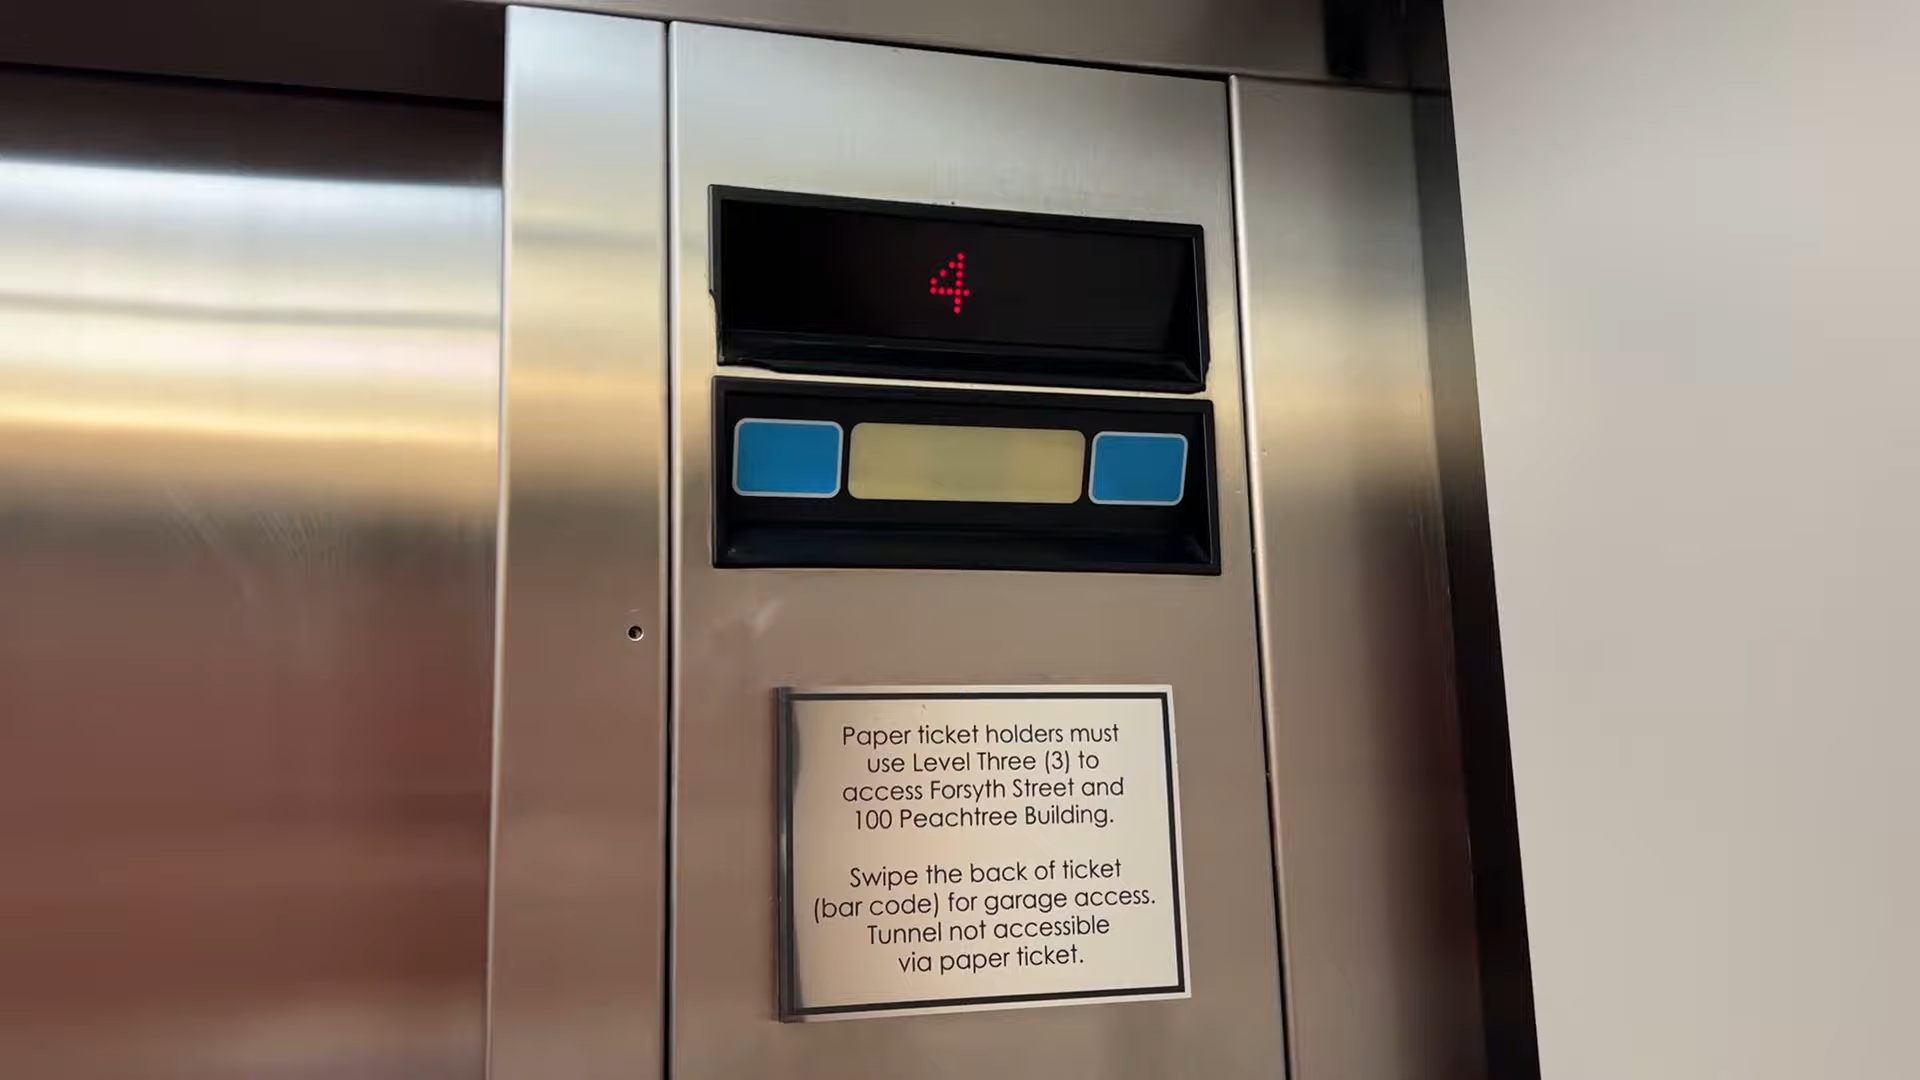 4
Paper ticket holders must
use Level Three (3) to
access Forsyth Street and
100 Peachtree Building.
Swipe the back of ticket
(bar code) for garage access.
Tunnel not accessible
via paper ticket.